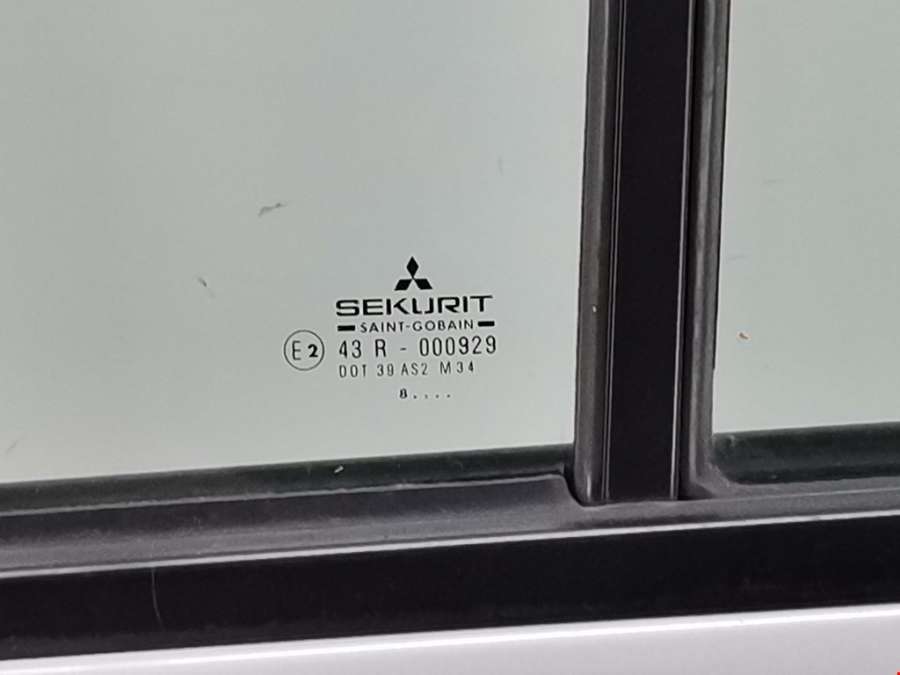 SEKURIT
SAINT-GOBAIN
E2 43 R - 000929
DOT 39 AS2 M34
8....